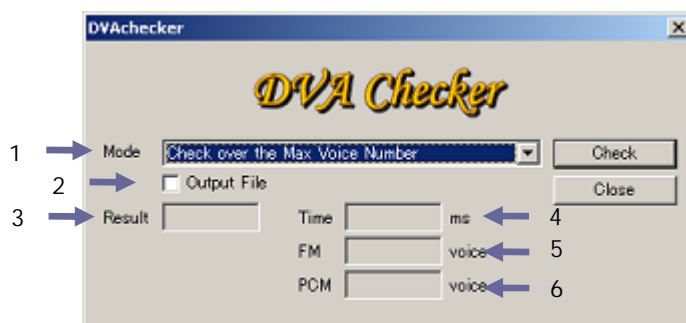 DVAchecker
DVA Checker
1 Mode Check over the Max Voice Number Check
2 Output File Close
3 Result Time ms 4
FM voice 5
PCM voice 6